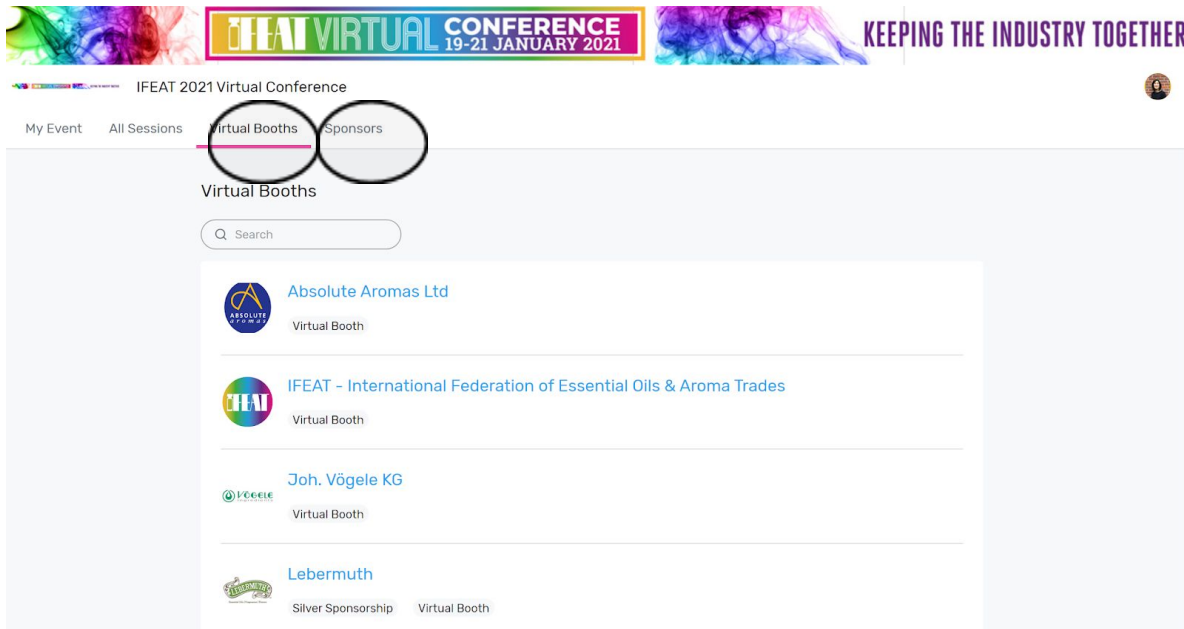 IFEAT VIRTUAL CONFERENCE
19-21 JANUARY 2021
KEEPING THE INDUSTRY TOGETHER
IFEAT 2021 Virtual Conference
My Event All Sessions Virtual Booths Sponsors
Virtual Booths
Search
Absolute Aromas Ltd
ABSOLUTE
aromas
Virtual Booth
IFEAT - International Federation of Essential Oils & Aroma Trades
IFEAT
Virtual Booth
Joh. Vögele KG
VÖGELE
Virtual Booth
Lebermuth
LEBERMUTH
Silver Sponsorship Virtual Booth